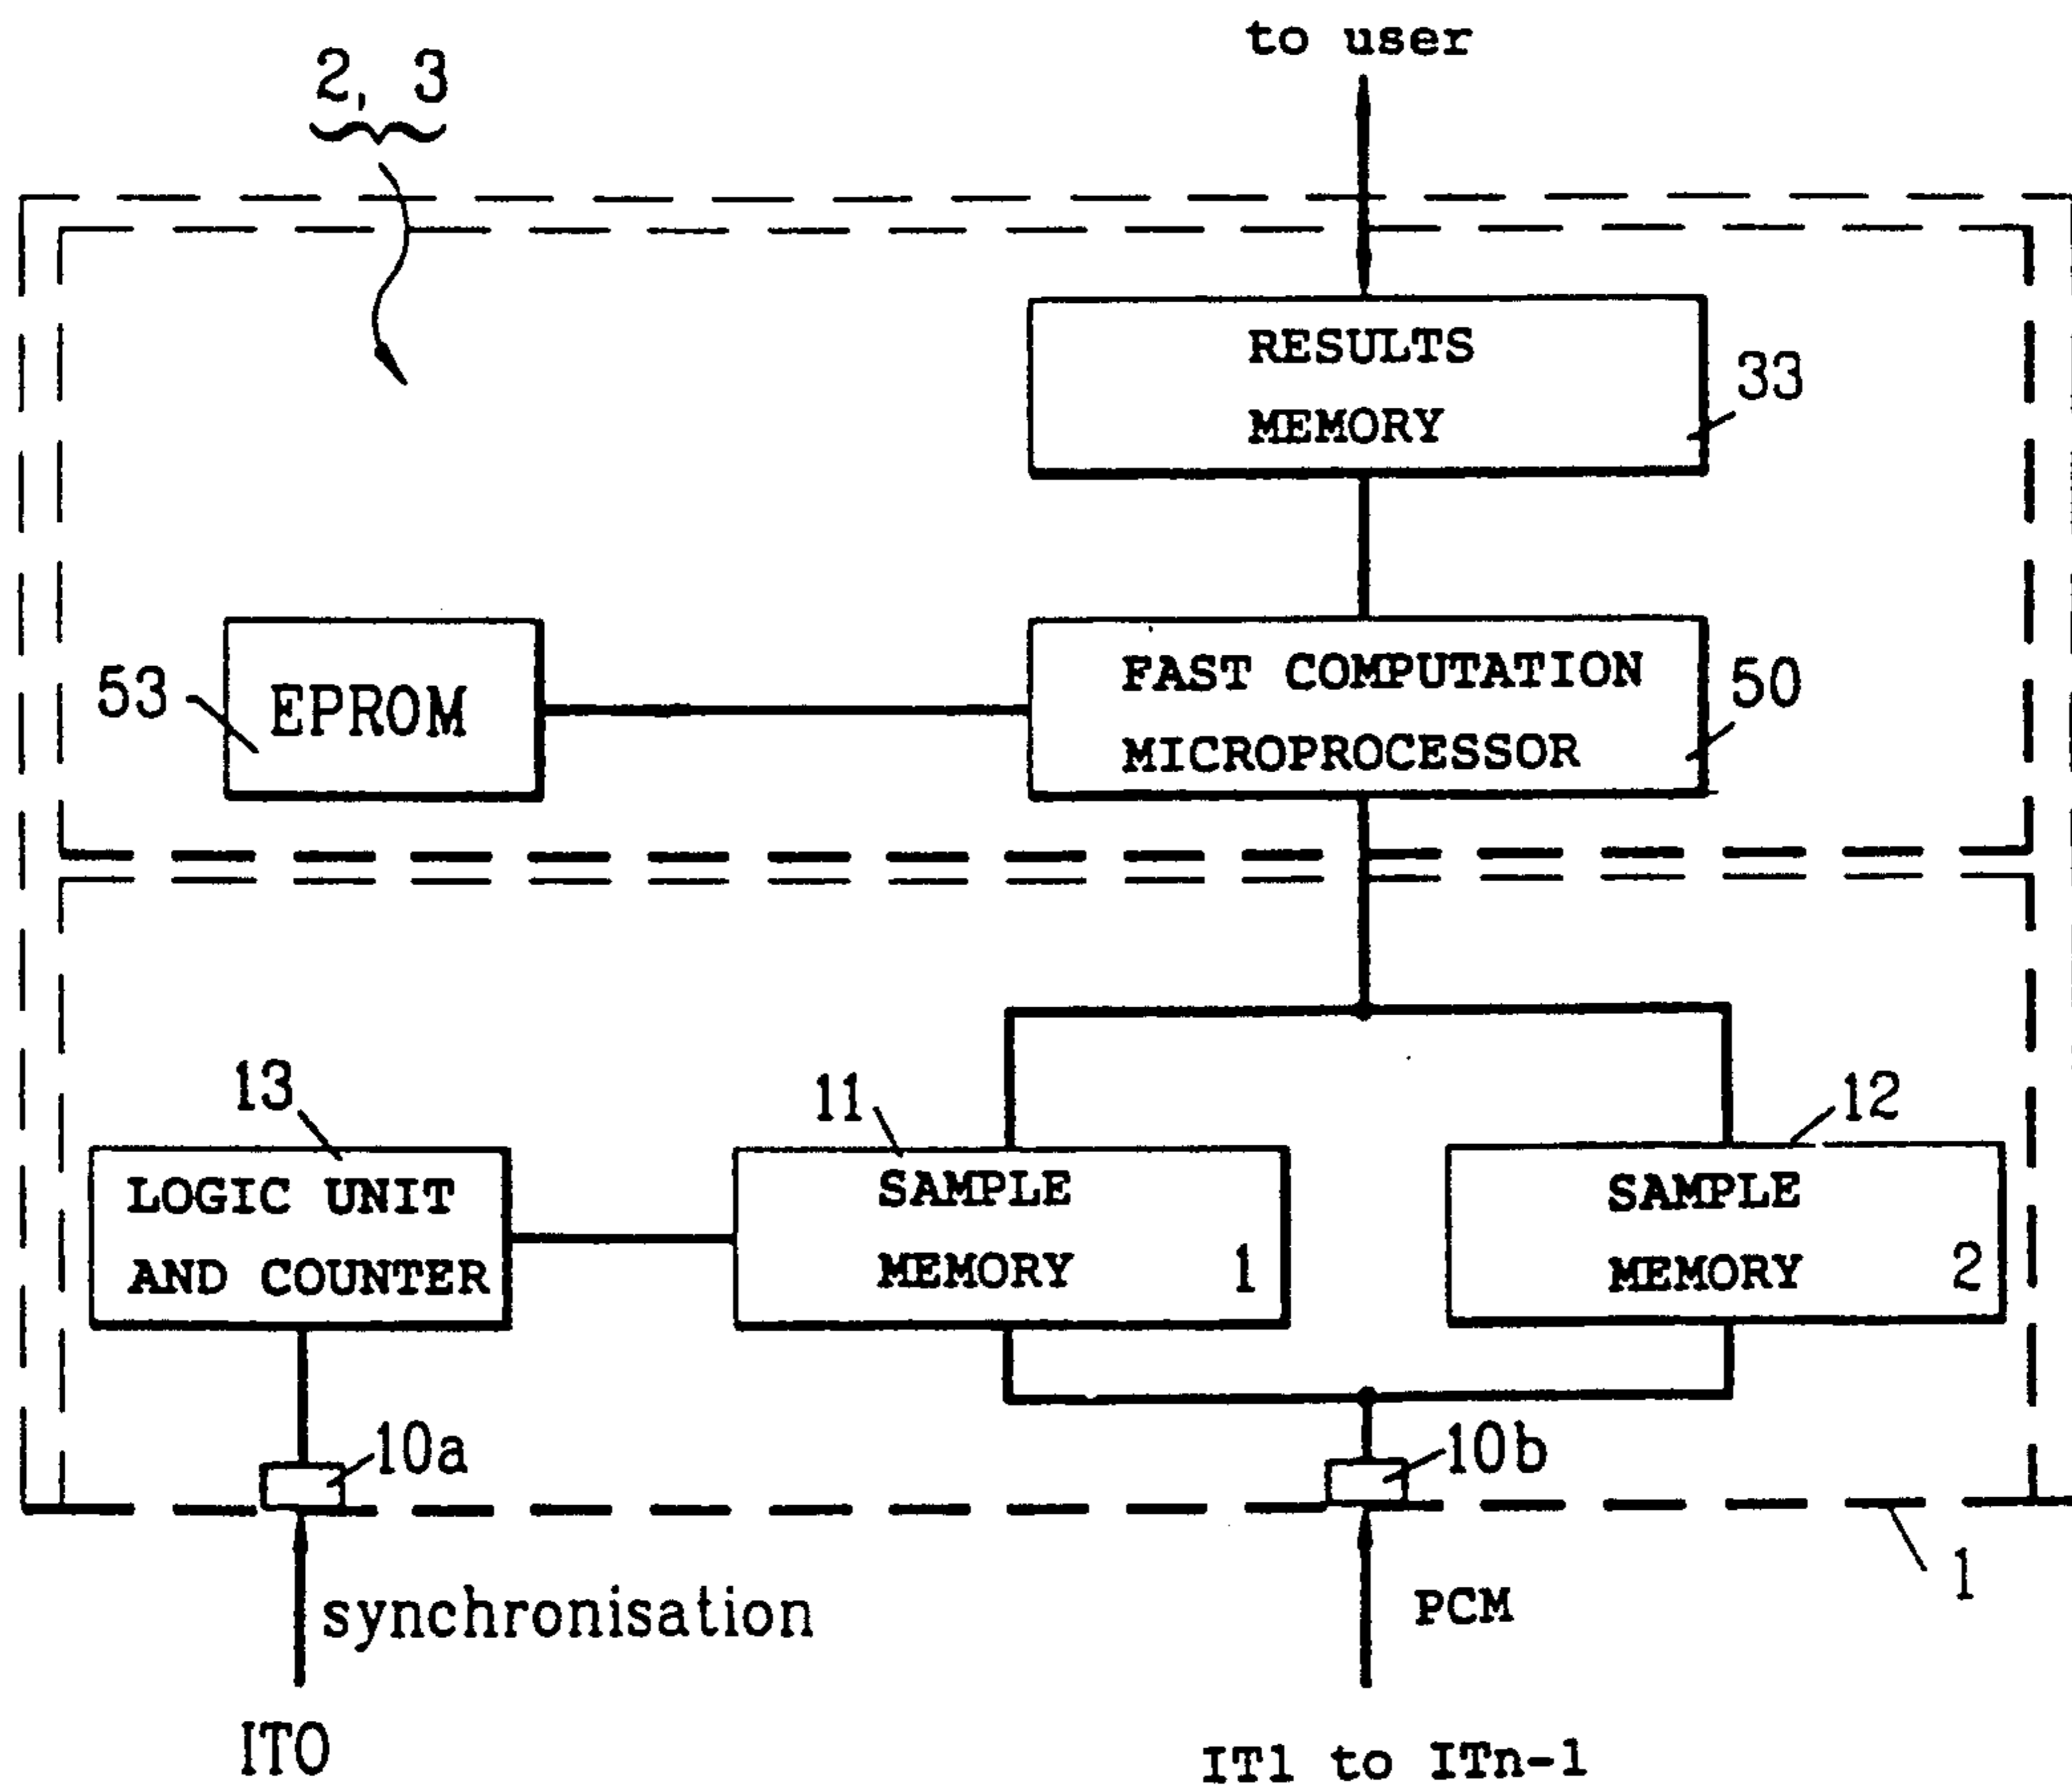 to user
2, 3
RESULTS
MEMORY
33
53
EPROM
FAST COMPUTATION
MICROPROCESSOR
50
13
11
12
LOGIC UNIT
AND COUNTER
SAMPLE
MEMORY
1
SAMPLE
MEMORY
2
10a
10b
1
synchronisation
PCM
ITO
IT1 to ITn-1